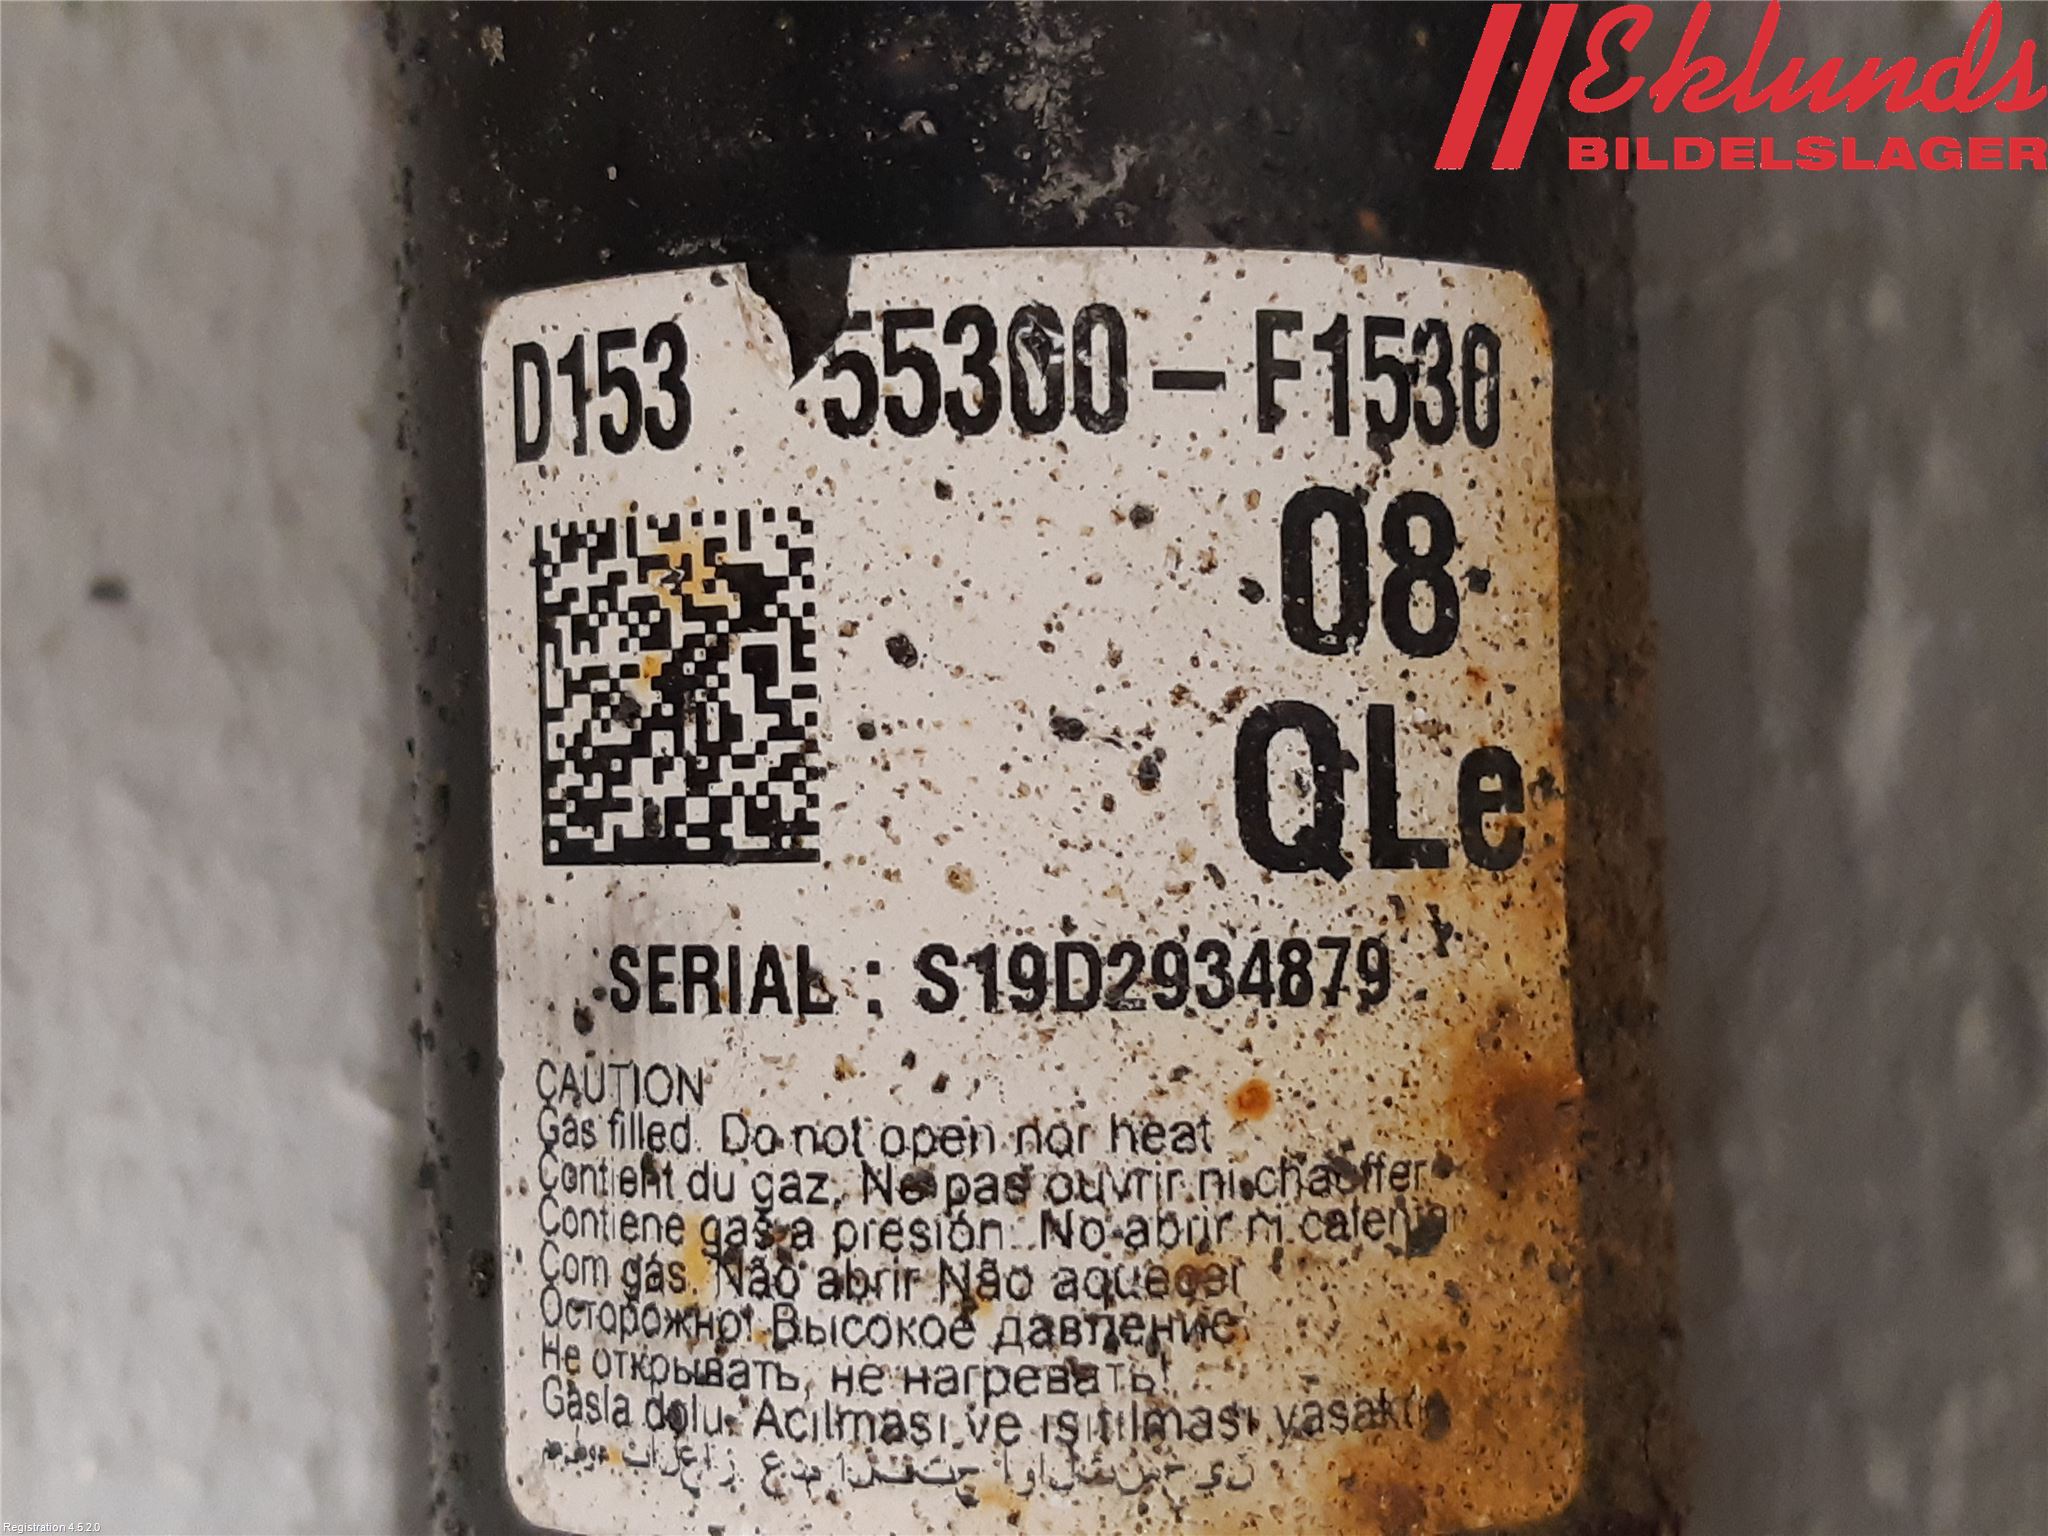 Eklunds
BILDELSLAGER
D153 55300-F1530
08
QLe
SERIAL : S19D2934879
CAUTION
Gas filled. Do not open nor heat
Contient du gaz. Ne pas ouvrir ni chauffer
Contiene gas a presión. No abrir ni calentar
Com gás. Não abrir Não aquecer
Осторожно! Высокое давление
Не открывать, не нагревать!
Gasla dolu. Acılması ve ısıtılması yasaktır
Registration 4.5.2.0